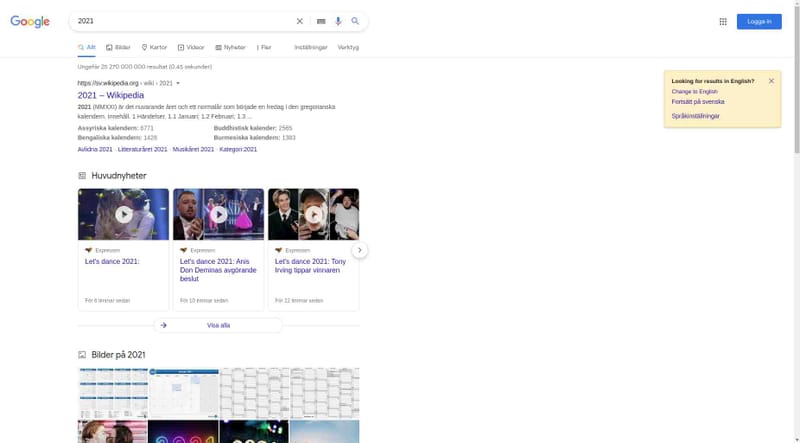 Google
2021
Logga in
Allt
Bilder
Kartor
Videor
Nyheter
Fler
Inställningar
Verktyg
Ungefär 25 270 000 000 resultat (0,45 sekunder)
https://sv.wikipedia.org › wiki › 2021
2021 – Wikipedia
2021 (MMXXI) är det nuvarande året och ett normalår som började en fredag i den gregorianska
kalendern. Innehåll. 1 Händelser. 1.1 Januari; 1.2 Februari; 1.3 ...
Assyriska kalendern: 6771
Buddhistisk kalender: 2565
Bengaliska kalendern: 1428
Burmesiska kalendern: 1383
Avlidna 2021 · Litteraturåret 2021 · Musikåret 2021 · Kategori:2021
Looking for results in English?
Change to English
Fortsätt på svenska
Språkinställningar
Huvudnyheter
Expressen
Let's dance 2021:
För 6 timmar sedan
Expressen
Let's dance 2021: Anis
Don Deminas avgörande
beslut
För 10 timmar sedan
Expressen
Let's dance 2021: Tony
Irving tippar vinnaren
För 22 timmar sedan
Visa alla
Bilder på 2021